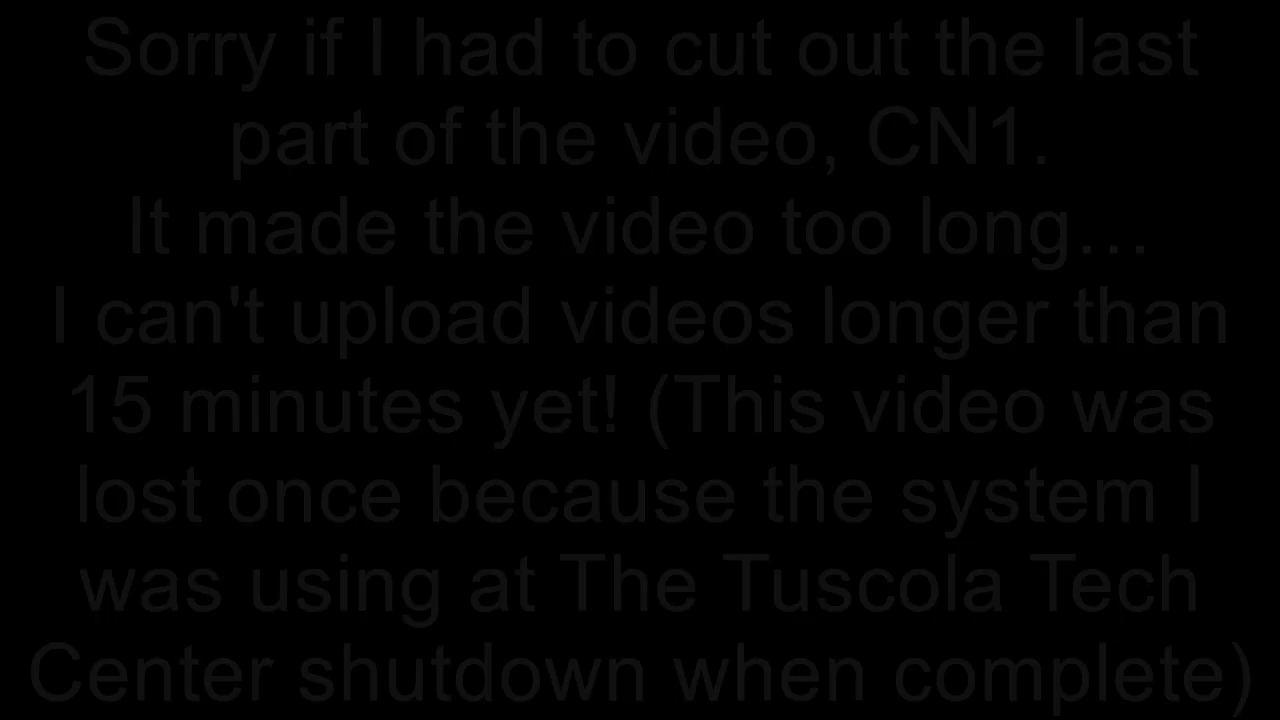 Sorry if I had to cut out the last
part of the video, CN1.
It made the video too long…
I can't upload videos longer than
15 minutes yet! (This video was
lost once because the system I
was using at The Tuscola Tech
Center shutdown when complete)